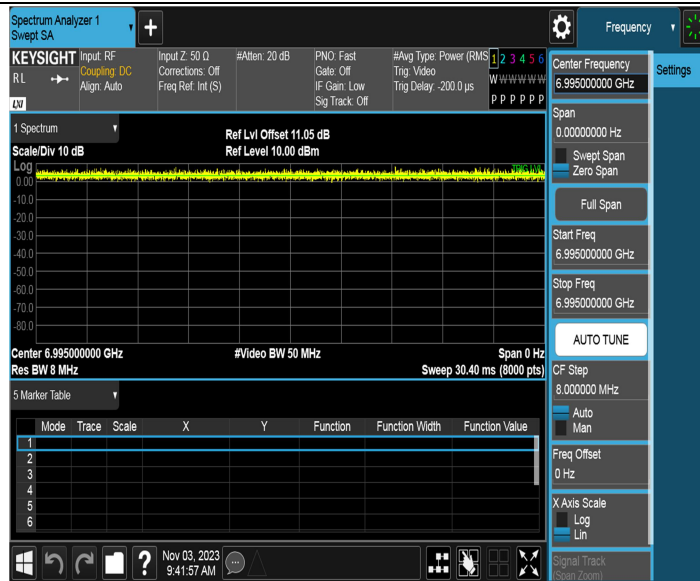 Spectrum Analyzer 1
Swept SA
Frequency
KEYSIGHT
RL
LXI
Input: RF
Coupling: DC
Align: Auto
Input Z: 50 Ω
Corrections: Off
Freq Ref: Int (S)
#Atten: 20 dB
PNO: Fast
Gate: Off
IF Gain: Low
Sig Track: Off
#Avg Type: Power (RMS
Trig: Video
Trig Delay: -200.0 µs
1 2 3 4 5 6
W W W W W W
P P P P P P
Center Frequency
6.995000000 GHz
Settings
Span
0.00000000 Hz
Swept Span
Zero Span
Full Span
Start Freq
6.995000000 GHz
Stop Freq
6.995000000 GHz
AUTO TUNE
CF Step
8.000000 MHz
Auto
Man
Freq Offset
0 Hz
X Axis Scale
Log
Lin
Signal Track
(Span Zoom)
1 Spectrum
Scale/Div 10 dB
Ref Lvl Offset 11.05 dB
Ref Level 10.00 dBm
Log
TRIG LVL
0.00
-10.0
-20.0
-30.0
-40.0
-50.0
-60.0
-70.0
-80.0
Center 6.995000000 GHz
#Video BW 50 MHz
Span 0 Hz
Res BW 8 MHz
Sweep 30.40 ms (8000 pts)
5 Marker Table
Mode Trace Scale X Y Function Function Width Function Value
1
2
3
4
5
6
?
Nov 03, 2023
9:41:57 AM